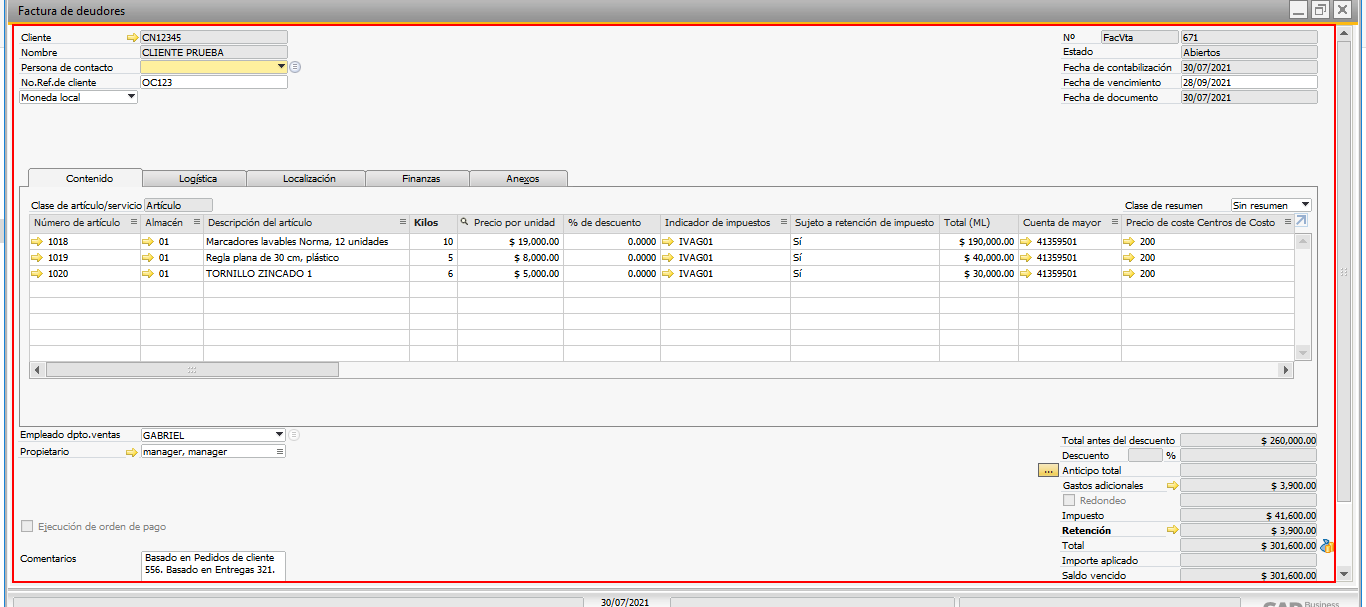 Factura de deudores
Cliente CN12345
Nombre CLIENTE PRUEBA
Persona de contacto
No.Ref.de cliente OC123
Moneda local
Nº FacVta 671
Estado Abiertos
Fecha de contabilización 30/07/2021
Fecha de vencimiento 28/09/2021
Fecha de documento 30/07/2021
Contenido Logística Localización Finanzas Anexos
Clase de artículo/servicio Artículo Clase de resumen Sin resumen
Número de artículo Almacén Descripción del artículo Kilos Precio por unidad % de descuento Indicador de impuestos Sujeto a retención de impuesto Total (ML) Cuenta de mayor Precio de coste Centros de Costo
1018 01 Marcadores lavables Norma, 12 unidades 10 $ 19,000.00 0.0000 IVAG01 Sí $ 190,000.00 41359501 200
1019 01 Regla plana de 30 cm, plástico 5 $ 8,000.00 0.0000 IVAG01 Sí $ 40,000.00 41359501 200
1020 01 TORNILLO ZINCADO 1 6 $ 5,000.00 0.0000 IVAG01 Sí $ 30,000.00 41359501 200
Empleado dpto.ventas GABRIEL
Propietario manager, manager
Ejecución de orden de pago
Comentarios Basado en Pedidos de cliente
556. Basado en Entregas 321.
Total antes del descuento $ 260,000.00
Descuento %
... Anticipo total
Gastos adicionales $ 3,900.00
Redondeo
Impuesto $ 41,600.00
Retención $ 3,900.00
Total $ 301,600.00
Importe aplicado
Saldo vencido $ 301,600.00
30/07/2021
SAP Business